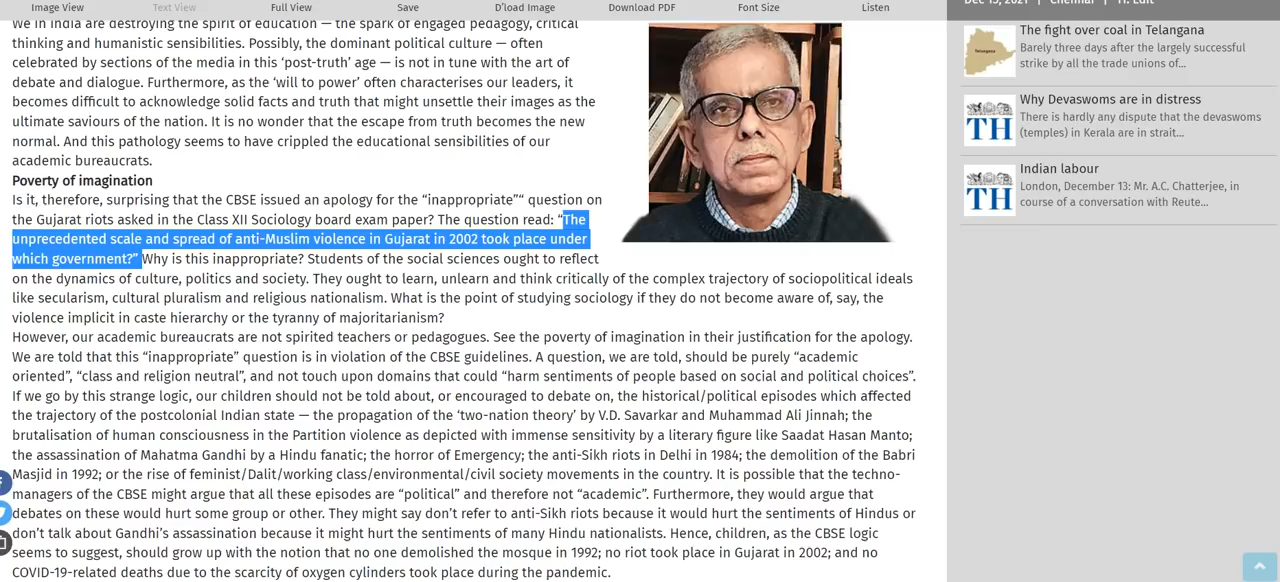 Image View Text View Full View Save D'load Image Download PDF Font Size Listen
We in India are destroying the spirit of education — the spark of engaged pedagogy, critical
thinking and humanistic sensibilities. Possibly, the dominant political culture — often
celebrated by sections of the media in this ‘post-truth’ age — is not in tune with the art of
debate and dialogue. Furthermore, as the ‘will to power’ often characterises our leaders, it
becomes difficult to acknowledge solid facts and truth that might unsettle their images as the
ultimate saviours of the nation. It is no wonder that the escape from truth becomes the new
normal. And this pathology seems to have crippled the educational sensibilities of our
academic bureaucrats.
Poverty of imagination
Is it, therefore, surprising that the CBSE issued an apology for the “inappropriate”“ question on
the Gujarat riots asked in the Class XII Sociology board exam paper? The question read: “The
unprecedented scale and spread of anti-Muslim violence in Gujarat in 2002 took place under
which government?” Why is this inappropriate? Students of the social sciences ought to reflect
on the dynamics of culture, politics and society. They ought to learn, unlearn and think critically of the complex trajectory of sociopolitical ideals
like secularism, cultural pluralism and religious nationalism. What is the point of studying sociology if they do not become aware of, say, the
violence implicit in caste hierarchy or the tyranny of majoritarianism?
However, our academic bureaucrats are not spirited teachers or pedagogues. See the poverty of imagination in their justification for the apology.
We are told that this “inappropriate” question is in violation of the CBSE guidelines. A question, we are told, should be purely “academic
oriented”, “class and religion neutral”, and not touch upon domains that could “harm sentiments of people based on social and political choices”.
If we go by this strange logic, our children should not be told about, or encouraged to debate on, the historical/political episodes which affected
the trajectory of the postcolonial Indian state — the propagation of the ‘two-nation theory’ by V.D. Savarkar and Muhammad Ali Jinnah; the
brutalisation of human consciousness in the Partition violence as depicted with immense sensitivity by a literary figure like Saadat Hasan Manto;
the assassination of Mahatma Gandhi by a Hindu fanatic; the horror of Emergency; the anti-Sikh riots in Delhi in 1984; the demolition of the Babri
Masjid in 1992; or the rise of feminist/Dalit/working class/environmental/civil society movements in the country. It is possible that the techno-
managers of the CBSE might argue that all these episodes are “political” and therefore not “academic”. Furthermore, they would argue that
debates on these would hurt some group or other. They might say don’t refer to anti-Sikh riots because it would hurt the sentiments of Hindus or
don’t talk about Gandhi’s assassination because it might hurt the sentiments of many Hindu nationalists. Hence, children, as the CBSE logic
seems to suggest, should grow up with the notion that no one demolished the mosque in 1992; no riot took place in Gujarat in 2002; and no
COVID-19-related deaths due to the scarcity of oxygen cylinders took place during the pandemic.
Dec 15, 2021 | Chennai | TH: Edit
Telangana
The fight over coal in Telangana
Barely three days after the largely successful
strike by all the trade unions of...
TH
Why Devaswoms are in distress
There is hardly any dispute that the devaswoms
(temples) in Kerala are in strait...
TH
Indian labour
London, December 13: Mr. A.C. Chatterjee, in
course of a conversation with Reute...